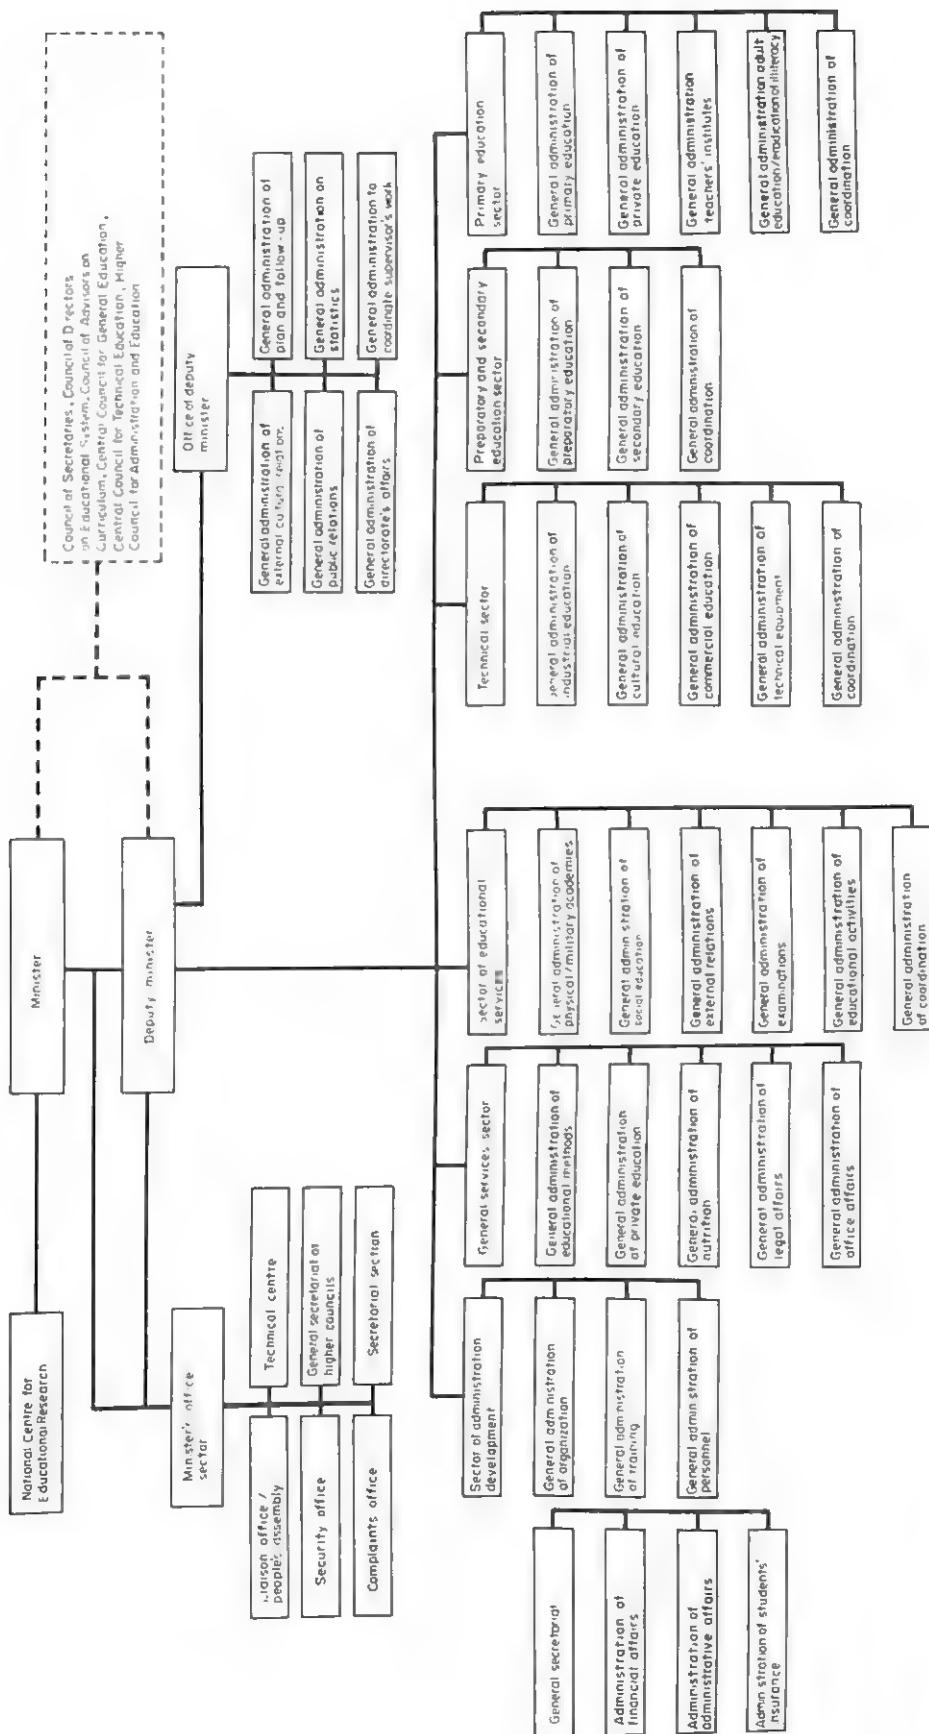 National Centre for
Educational Research
Minister
Council of Secretaries, Council of Directors
on Educational System, Council of Advisors on
Curriculum, Central Council for General Education,
Central Council for Technical Education, Higher
Council for Administration and Education
Deputy minister
Minister's office
sector
Office of deputy
minister
Liaison office/
people's assembly
Technical centre
Security office
General secretariat of
higher councils
Complaints office
Secretarial section
General administration of
external cultural relations
General administration of
plan and follow-up
General administration of
public relations
General administration on
statistics
General administration of
directorate's affairs
General administration to
coordinate supervisor's work
General secretariat
Administration of
financial affairs
Administration of
administrative affairs
Administration of students'
insurance
Sector of administration
development
General administration
of organization
General administration
of training
General administration of
personnel
General services sector
General administration of
educational methods
General administration
of private education
General administration of
nutrition
General administration of
legal affairs
General administration of
office affairs
Sector of educational
services
General administration of
physical/military academies
General administration of
social education
General administration of
external relations
General administration of
examinations
General administration of
educational activities
General administration
of coordination
Technical sector
General administration of
industrial education
General administration of
cultural education
General administration of
commercial education
General administration of
technical equipment
General administration of
coordination
Preparatory and secondary
education sector
General administration of
preparatory education
General administration of
secondary education
General administration of
coordination
Primary education
sector
General administration of
primary education
General administration of
private education
General administration
teachers' institutes
General administration adult
education/eradication of illiteracy
General administration of
coordination